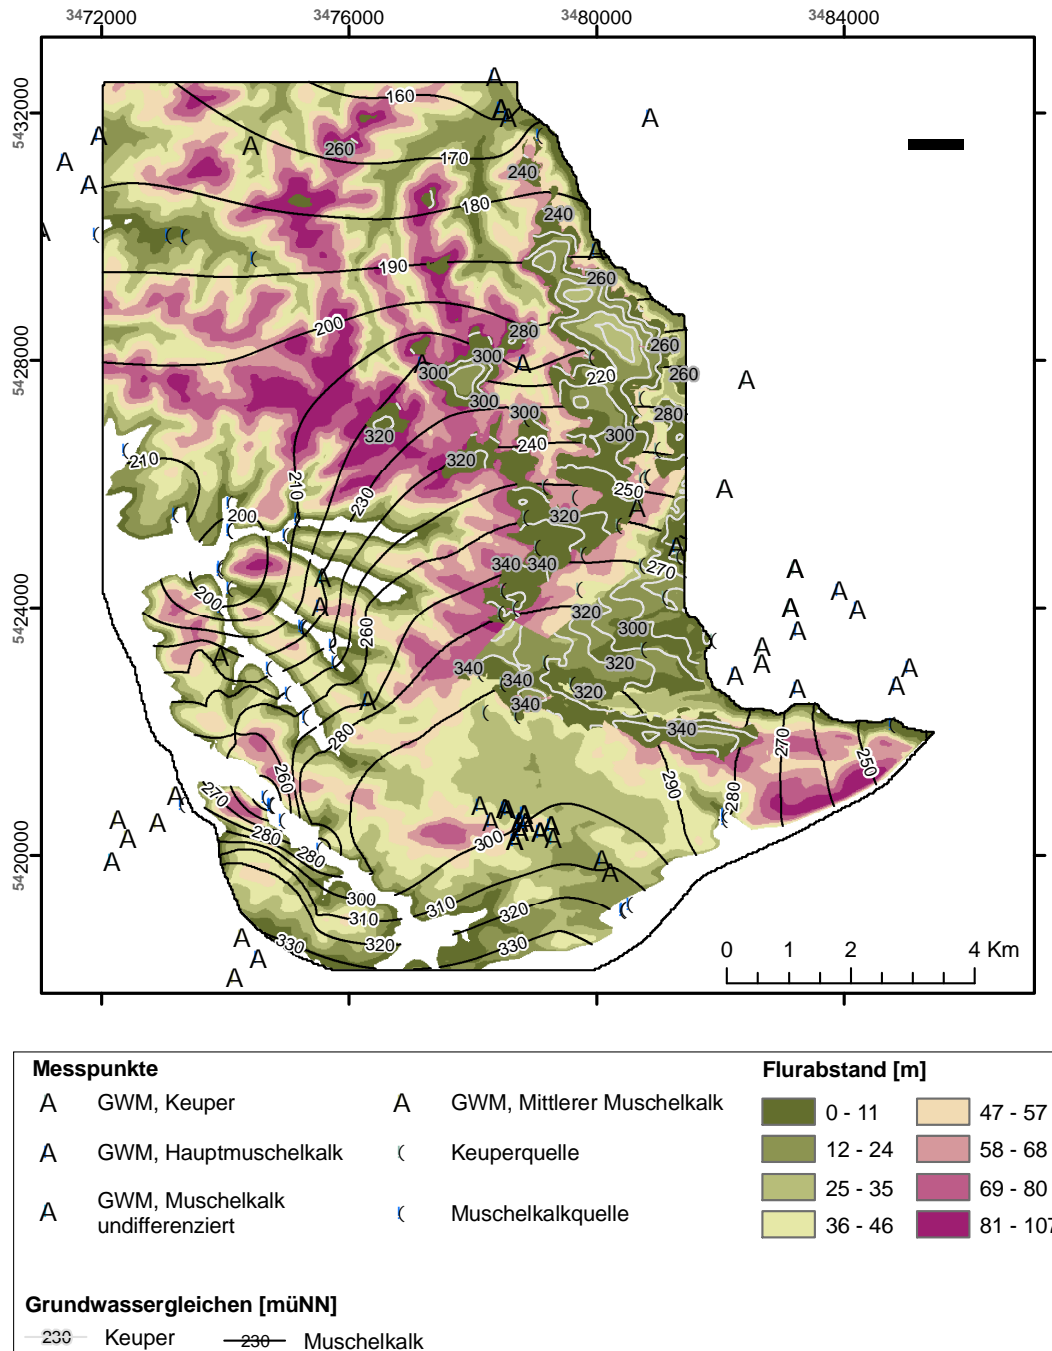 3472000 3476000 3480000 3484000
5432000
5428000
5424000
5420000
160
260
170
240
180
240
190
260
200
280
260
300
300
220
260
300
280
300
320
300
240
210
320
210
230
250
200
320
340 340
270
200
320
300
260
340
320
340
320
280
340
340
260
270
290
280
270
250
300
280
280
300
310
310
320
320
330
330
0 1 2 4 Km
Messpunkte
A GWM, Keuper
A GWM, Hauptmuschelkalk
A GWM, Muschelkalk
undifferenziert
A GWM, Mittlerer Muschelkalk
Keuperquelle
Muschelkalkquelle
Flurabstand [m]
0 - 11
12 - 24
25 - 35
36 - 46
47 - 57
58 - 68
69 - 80
81 - 107
Grundwassergleichen [müNN]
230 Keuper
230 Muschelkalk